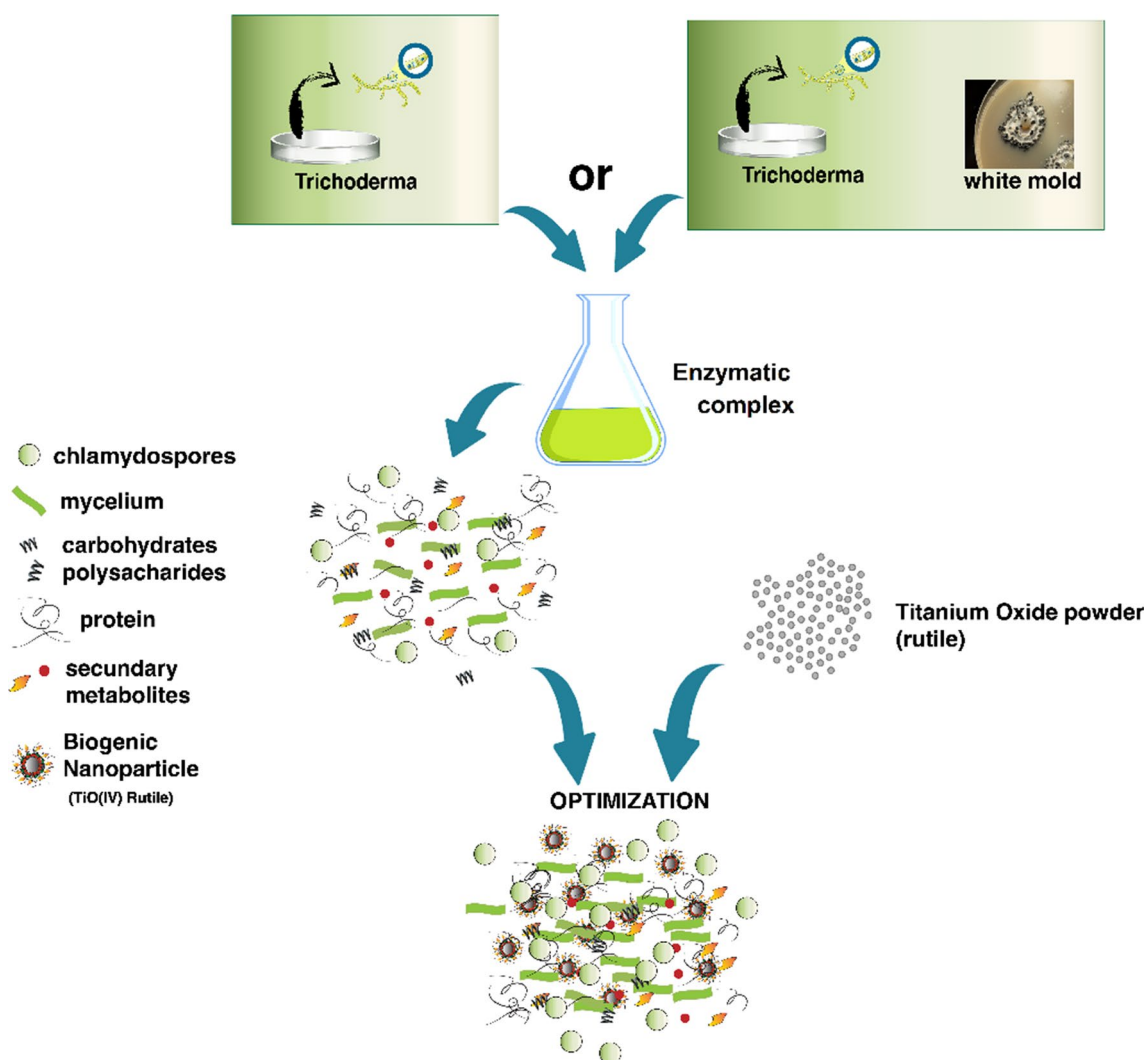 Trichoderma
or
Trichoderma
white mold
Enzymatic
complex
chlamydospores
mycelium
carbohydrates
polysacharides
protein
secundary
metabolites
Biogenic
Nanoparticle
(TiO(IV) Rutile)
Titanium Oxide powder
(rutile)
OPTIMIZATION